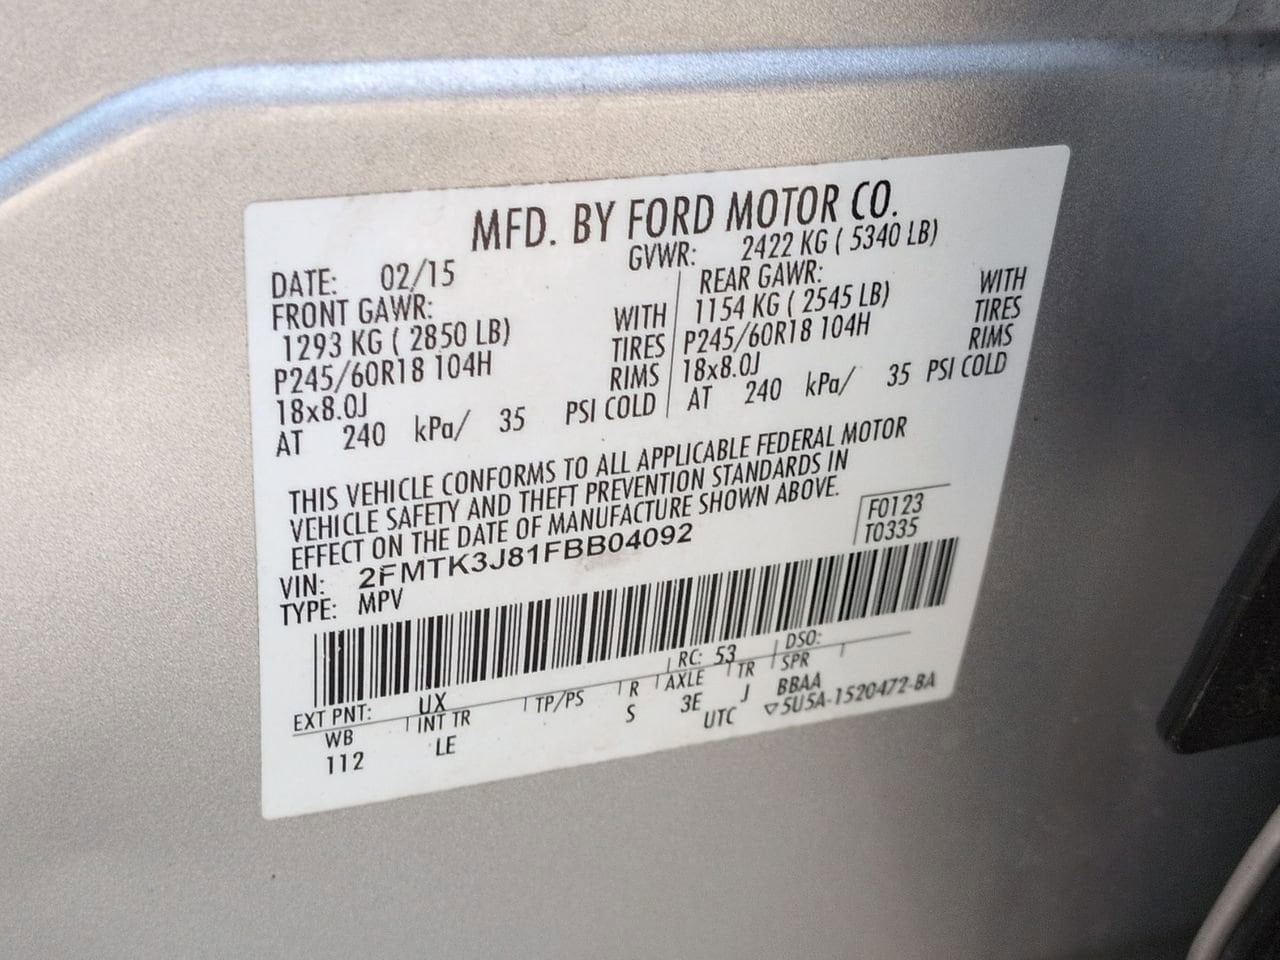 MFD. BY FORD MOTOR CO.
DATE: 02/15 GVWR: 2422 KG ( 5340 LB)
FRONT GAWR: REAR GAWR:
1293 KG ( 2850 LB) WITH 1154 KG ( 2545 LB) WITH
P245/60R18 104H TIRES P245/60R18 104H TIRES
18x8.0J RIMS 18x8.0J RIMS
AT 240 kPa/ 35 PSI COLD AT 240 kPa/ 35 PSI COLD
THIS VEHICLE CONFORMS TO ALL APPLICABLE FEDERAL MOTOR
VEHICLE SAFETY AND THEFT PREVENTION STANDARDS IN
EFFECT ON THE DATE OF MANUFACTURE SHOWN ABOVE.
F0123
T0335
VIN: 2FMTK3J81FBB04092
TYPE: MPV
EXT PNT: UX RC: 53 DSO:
WB INT TR TP/PS R AXLE TR SPR
112 LE S 3E J BBAA
UTC ▽5U5A-1520472-BA